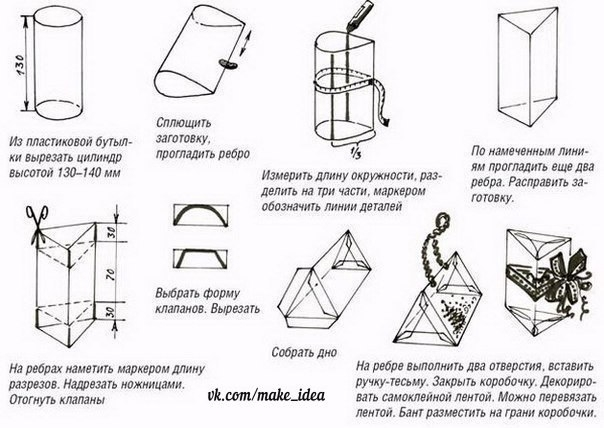 130
Из пластиковой бутыл-
ки вырезать цилиндр
высотой 130–140 мм
Сплющить
заготовку,
прогладить ребро
1/3
Измерить длину окружности, раз-
делить на три части, маркером
обозначить линии деталей
По намеченным лини-
ям прогладить еще два
ребра. Расправить за-
готовку.
30
70
30
На ребрах наметить маркером длину
разрезов. Надрезать ножницами.
Отогнуть клапаны
Выбрать форму
клапанов. Вырезать
Собрать дно
На ребре выполнить два отверстия, вставить
ручку-тесьму. Закрыть коробочку. Декориро-
вать самоклейной лентой. Можно перевязать
лентой. Бант разместить на грани коробочки.
vk.com/make_idea